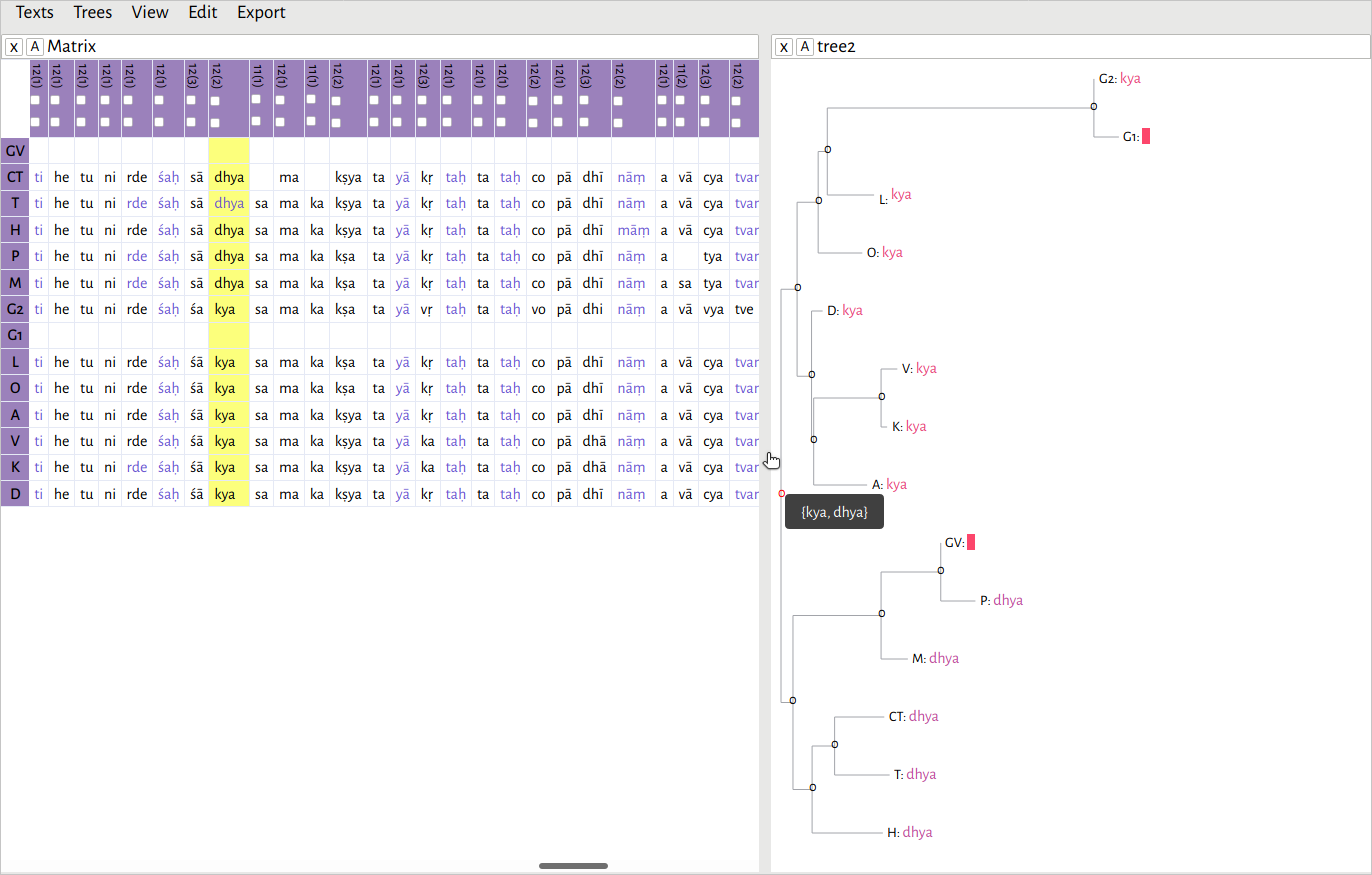 Texts Trees View Edit Export
x A Matrix
12(1) 12(1) 12(1) 12(1) 12(1) 12(1) 12(3) 12(2) 11(1) 12(1) 11(1) 12(2) 12(1) 12(1) 12(3) 12(1) 12(1) 12(1) 12(2) 12(1) 12(3) 12(2) 12(1) 11(2) 12(3) 12(2)
GV
CT ti he tu ni rde śaḥ sā dhya ma kṣya ta yā kṛ taḥ ta taḥ co pā dhī nāṃ a vā cya tvar
T ti he tu ni rde śaḥ sā dhya sa ma ka kṣya ta yā kṛ taḥ ta taḥ co pā dhī nāṃ a vā cya tvar
H ti he tu ni rde śaḥ sā dhya sa ma ka kṣya ta yā kṛ taḥ ta taḥ co pā dhī māṃ a vā cya tvar
P ti he tu ni rde śaḥ sā dhya sa ma ka kṣa ta yā kṛ taḥ ta taḥ co pā dhī nāṃ a tya tvar
M ti he tu ni rde śaḥ sā dhya sa ma ka kṣa ta yā kṛ taḥ ta taḥ co pā dhī nāṃ a sa tya tvar
G2 ti he tu ni rde śaḥ śa kya sa ma ka kṣa ta yā vṛ taḥ ta taḥ vo pā dhi nāṃ a vā vya tve
G1
L ti he tu ni rde śaḥ śā kya sa ma ka kṣa ta yā kṛ taḥ ta taḥ co pā dhī nāṃ a vā cya tvar
O ti he tu ni rde śaḥ śā kya sa ma ka kṣa ta yā kṛ taḥ ta taḥ co pā dhī nāṃ a vā cya tvar
A ti he tu ni rde śaḥ śā kya sa ma ka kṣya ta yā kṛ taḥ ta taḥ co pā dhī nāṃ a vā cya tvar
V ti he tu ni rde śaḥ śā kya sa ma ka kṣya ta yā ka taḥ ta taḥ co pā dhā nāṃ a vā cya tvar
K ti he tu ni rde śaḥ śā kya sa ma ka kṣya ta yā ka taḥ ta taḥ co pā dhā nāṃ a vā cya tvar
D ti he tu ni rde śaḥ śā kya sa ma ka kṣya ta yā kṛ taḥ ta taḥ co pā dhī nāṃ a vā cya tvar
x A tree2
G2: kya
G1:
L: kya
O: kya
D: kya
V: kya
K: kya
A: kya
{kya, dhya}
GV:
P: dhya
M: dhya
CT: dhya
T: dhya
H: dhya